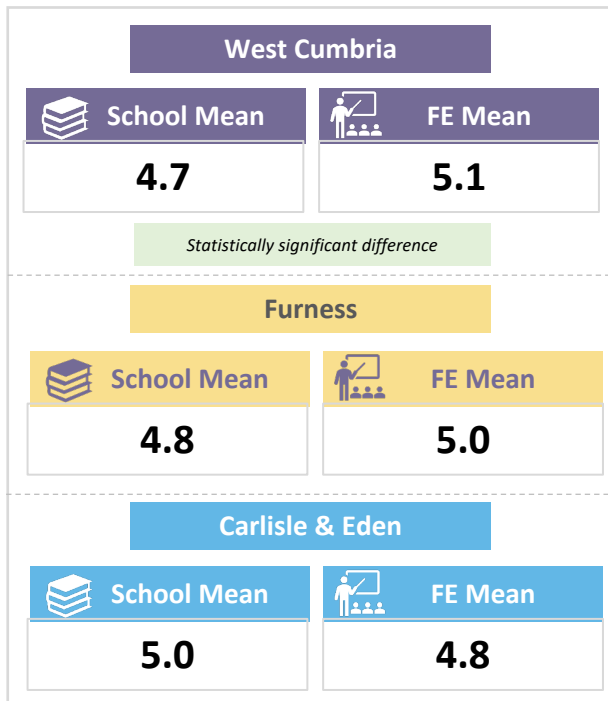 West Cumbria
School Mean
FE Mean
4.7
5.1
Statistically significant difference
Furness
School Mean
FE Mean
4.8
5.0
Carlisle & Eden
School Mean
FE Mean
5.0
4.8